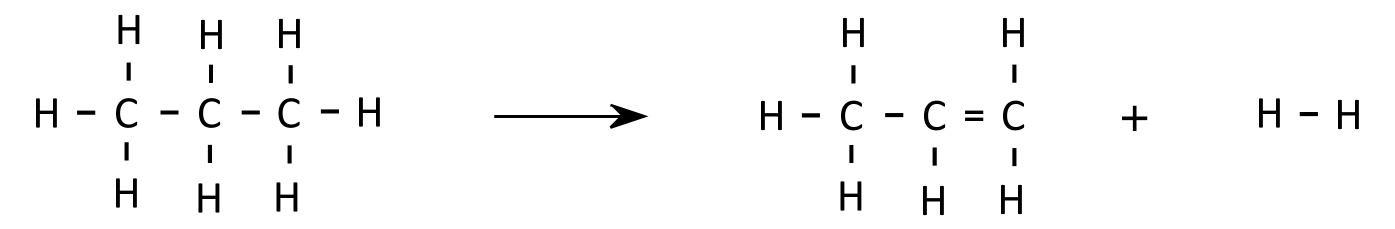 H H H H H
H – C – C – C – H → H – C – C = C + H – H
H H H H H H